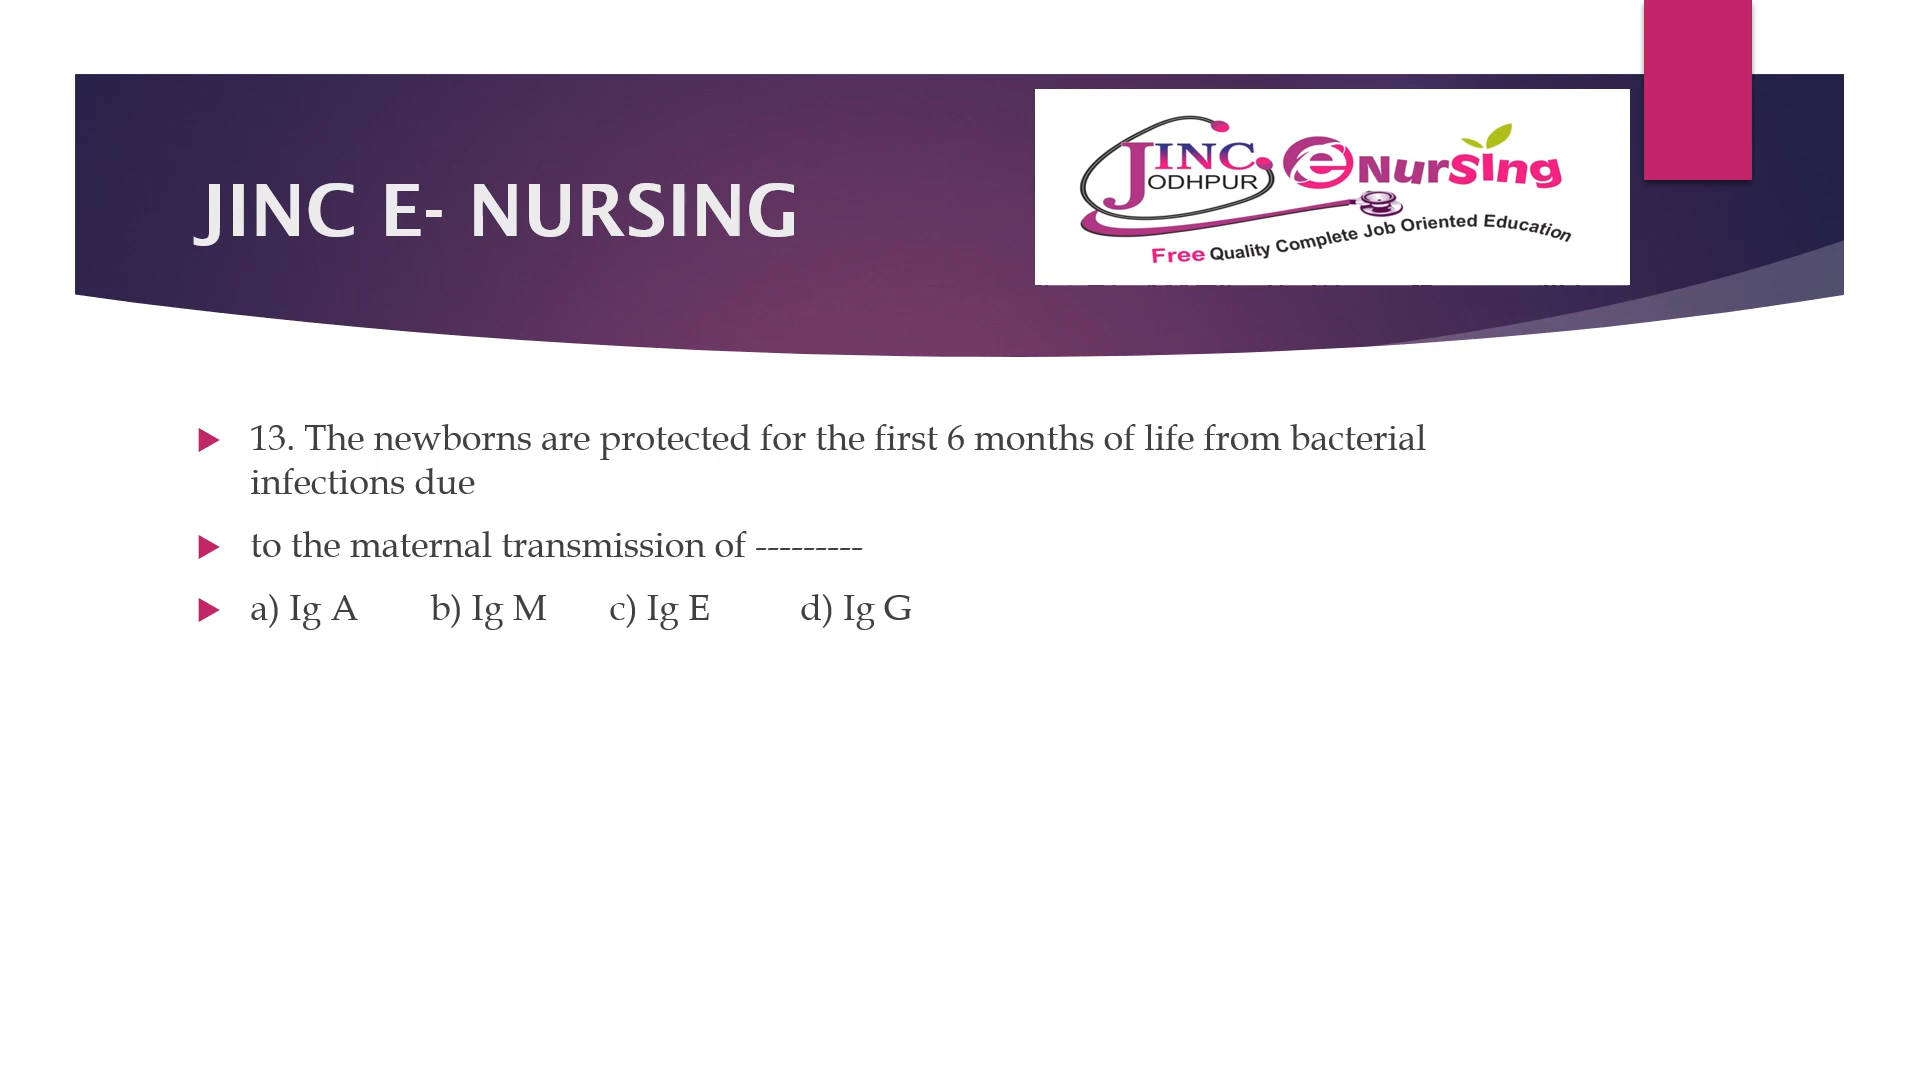 JINC E- NURSING
JINC
ODHPUR
eNursIng
Free Quality Complete Job Oriented Education
13. The newborns are protected for the first 6 months of life from bacterial
infections due
to the maternal transmission of ---------
a) Ig A b) Ig M c) Ig E d) Ig G